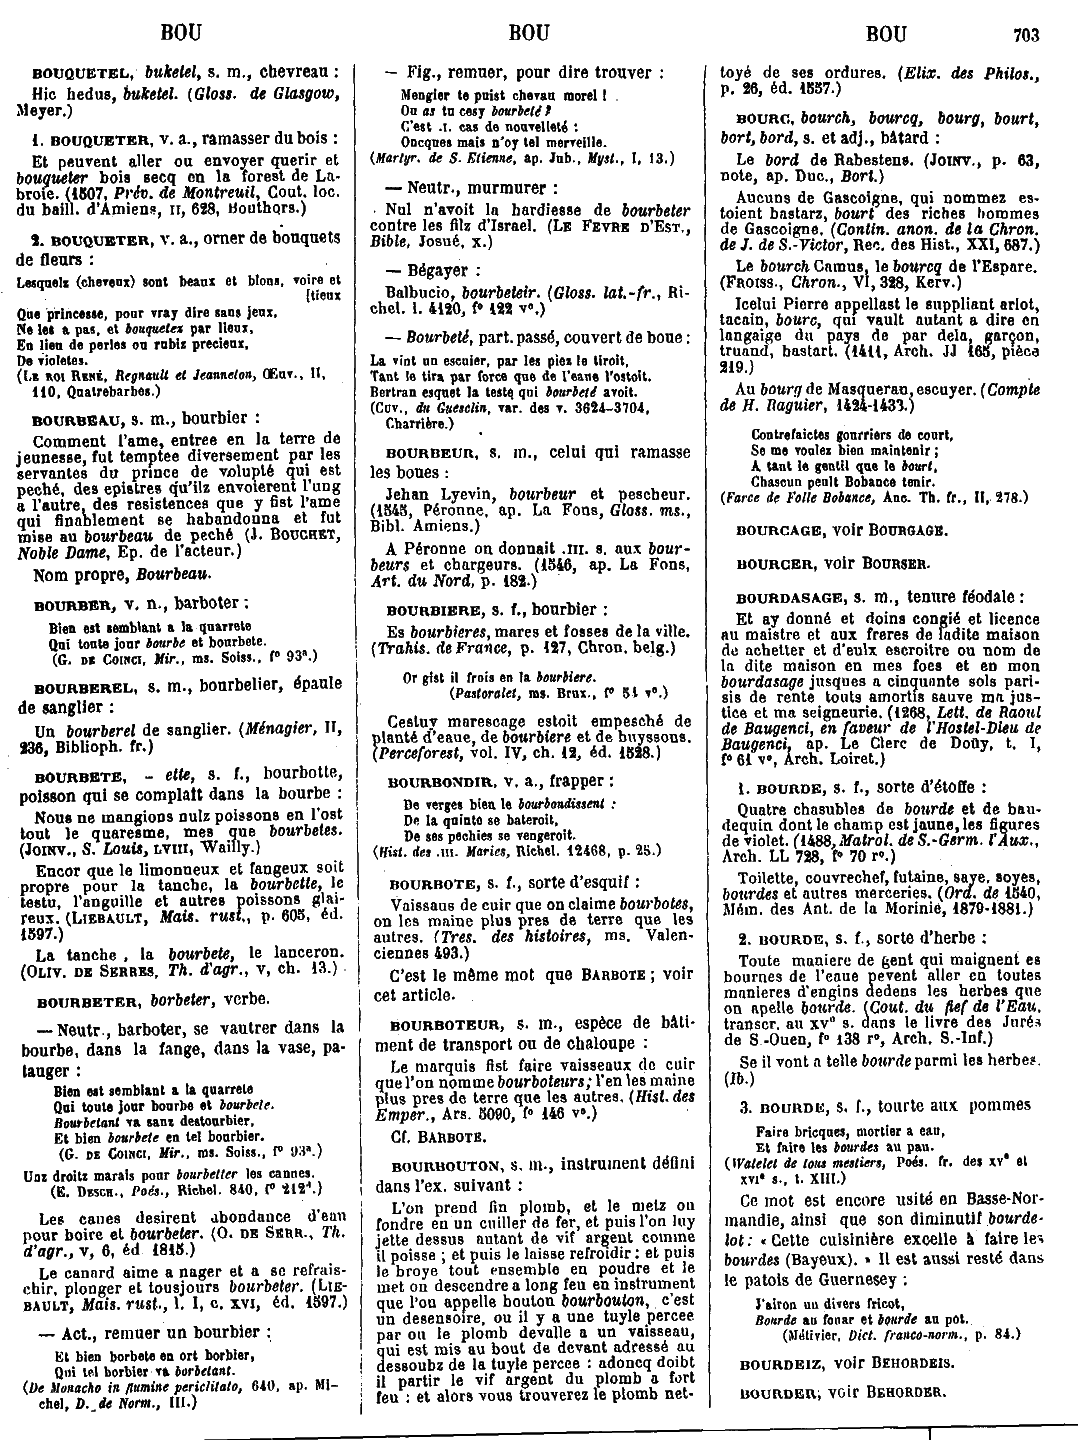 BOU
BOU
BOU
703
BOUQUETEL, buketel, s. m., chevreau :
Hic hedus, buketel. (Gloss. de Glasgow,
Meyer.)
1. BOUQUETER, v. a., ramasser du bois :
Et peuvent aller ou envoyer querir et
bouqueter bois secq en la forest de La-
broie. (1507, Prév. de Montreuil, Cout. loc.
du baill. d'Amiens, II, 628, Bouthors.)
2. BOUQUETER, v. a., orner de bouquets
de fleurs :
Lesquelz (cheveux) sont beaux et blons, voire et
[tieux
Que princesse, pour vray dire sans jeux,
Ne les a pas, et bouquetez par lieux,
En lieu de perles ou rubiz precieux,
De violetes.
(LE ROI RENÉ, Regnault et Jeanneton, Œuv., II,
110, Quatrebarbes.)
BOURBEAU, s. m., bourbier :
Comment l'ame, entree en la terre de
jeunesse, fut temptee diversement par les
servantes du prince de volupté qui est
peché, des epistres qu'ilz envoierent l'ung
a l'autre, des resistences que y fist l'ame
qui finablement se habandonna et fut
mise au bourbeau de peché (J. BOUCHET,
Noble Dame, Ep. de l'acteur.)
Nom propre, Bourbeau.
BOURBER, v. n., barboter :
Bien est semblant a la quarrete
Qui toute jour bourbe et bourbete.
(G. DE COINCI, Mir., ms. Soiss., f° 93ª.)
BOURBEREL, s. m., bourbelier, épaule
de sanglier :
Un bourberel de sanglier. (Ménagier, II,
236, Biblioph. fr.)
BOURBETE, - ette, s. f., bourbotte,
poisson qui se complaît dans la bourbe :
Nous ne mangions nulz poissons en l'ost
tout le quaresme, mes que bourbetes.
(JOINV., S. Louis, LVIII, Wailly.)
Encor que le limonneux et fangeux soit
propre pour la tanche, la bourbette, le
testu, l'anguille et autres poissons glai-
reux. (LIEBAULT, Mais. rust., p. 605, éd.
1597.)
La tanche , la bourbete, le lanceron.
(OLIV. DE SERRES, Th. d'agr., V, ch. 13.)
BOURBETER, borbeter, verbe.
— Neutr., barboter, se vautrer dans la
bourbe, dans la fange, dans la vase, pa-
tauger :
Bien est semblant a la quarrete
Qui toute jour bourbe et bourbete.
Bourbetant va sanz destourbier,
Et bien bourbete en tel bourbier.
(G. DE COINCI, Mir., ms. Soiss., f° 93ª.)
Unz droitz marais pour bourbetter les cannes.
(E. DESCH., Poés., Richel. 840, f° 212ᵈ.)
Les canes desirent abondance d'eau
pour boire et bourbeter. (O. DE SERR., Th.
d'agr., V, 6, éd 1815.)
Le canard aime a nager et a se refrais-
chir, plonger et tousjours bourbeter. (LIE-
BAULT, Mais. rust., l. I, c. XVI, éd. 1597.)
— Act., remuer un bourbier :
Et bien borbete en ort borbier,
Qui tel borbier va borbetant.
(De Monacho in flumine periclitato, 640, ap. Mi-
chel, D. de Norm., III.)
— Fig., remuer, pour dire trouver :
Mengier te puist chevau morel !
Ou as tu cesy bourbeté ?
C'est .I. cas de nouvelleté :
Oncques mais n'oy tel merveille.
(Martyr. de S. Etienne, ap. Jub., Myst., I, 13.)
— Neutr., murmurer :
Nul n'avoit la hardiesse de bourbeter
contre les filz d'Israel. (LE FEVRE D'EST.,
Bible, Josué, x.)
— Bégayer :
Balbucio, bourbeteir. (Gloss. lat.-fr., Ri-
chel. l. 4120, f° 122 v°.)
— Bourbeté, part. passé, couvert de boue :
La vint un escuier, par les piez le tiroit,
Tant le tira par force que de l'eaue l'ostoit.
Bertran esquet la teste qui bourbeté avoit.
(CUV., du Guesclin, var. des v. 3624-3704,
Charrière.)
BOURBEUR, s. m., celui qui ramasse
les boues :
Jehan Lyevin, bourbeur et pescheur.
(1545, Péronne, ap. La Fons, Gloss. ms.,
Bibl. Amiens.)
A Péronne on donnait .III. s. aux bour-
beurs et chargeurs. (1546, ap. La Fons,
Art. du Nord, p. 182.)
BOURBIERE, s. f., bourbier :
Es bourbieres, mares et fosses de la ville.
(Trahis. de France, p. 127, Chron. belg.)
Or gist il frois en la bourbiere.
(Pastoralet, ms. Brux., f° 51 v°.)
Cestuy marescage estoit empesché de
planté d'eaue, de bourbiere et de buyssons.
(Perceforest, vol. IV, ch. 12, éd. 1528.)
BOURBONDIR, v. a., frapper :
De verges bien le bourbondissent :
De la quinte se bateroit,
De ses pechies se vengeroit.
(Hist. des .III. Maries, Richel. 12468, p. 25.)
BOURBOTE, s. f., sorte d'esquif :
Vaissaus de cuir que on claime bourbotes,
on les maine plus pres de terre que les
autres. (Tres. des histoires, ms. Valen-
ciennes 493.)
C'est le même mot que BARBOTE ; voir
cet article.
BOURBOTEUR, s. m., espèce de bâti-
ment de transport ou de chaloupe :
Le marquis fist faire vaisseaux de cuir
que l'on nomme bourboteurs; l'en les maine
plus pres de terre que les autres. (Hist. des
Emper., Ars. 5090, f° 146 v°.)
Cf. BARBOTE.
BOURBOUTON, s. m., instrument défini
dans l'ex. suivant :
L'on prend fin plomb, et le metz ou
fondre en un cuiller de fer, et puis l'on luy
jette dessus autant de vif argent comme
il poisse ; et puis le laisse refroidir : et puis
le broye tout ensemble en poudre et le
met on descendre a long feu en instrument
que l'on appelle bouton bourbouton, c'est
un desensoire, ou il y a une tuyle percee
par ou le plomb devalle a un vaisseau,
qui est mis au bout de devant adressé au
dessoubz de la tuyle percee : adoncq doibt
il partir le vif argent du plomb a fort
feu : et alors vous trouverez le plomb net-
toyé de ses ordures. (Elix. des Philos.,
p. 26, éd. 1557.)
BOURC, bourch, bourcq, bourg, bourt,
bort, bord, s. et adj., bâtard :
Le bord de Rabestens. (JOINV., p. 63,
note, ap. Duc., Bort.)
Aucuns de Gascoigne, qui nommez es-
toient bastarz, bourt des riches hommes
de Gascoigne. (Contin. anon. de la Chron.
de J. de S.-Victor, Rec. des Hist., XXI, 687.)
Le bourch Camus, le bourcq de l'Espare.
(FROISS., Chron., VI, 328, Kerv.)
Icelui Pierre appellast le suppliant arlot,
tacain, bourc, qui vault autant a dire en
langaige du pays de par dela, garçon,
truand, bastart. (1411, Arch. JJ 165, pièce
219.)
Au bourg de Masqueran, escuyer. (Compte
de H. Raguier, 1424-1433.)
Contrefaictes gourriers de court,
Se me voulez bien maintenir ;
A tant le gentil que le bourt,
Chascun peult Bobance tenir.
(Farce de Folle Bobance, Anc. Th. fr., II, 278.)
BOURCAGE, voir BOURGAGE.
BOURCER, voir BOURSER.
BOURDASAGE, s. m., tenure féodale :
Et ay donné et doins congié et licence
au maistre et aux freres de ladite maison
de achetter et d'eulx escroitre ou nom de
la dite maison en mes foes et en mon
bourdasage jusques a cinquante sols pari-
sis de rente touts amortis sauve ma jus-
tice et ma seigneurie. (1268, Lett. de Raoul
de Baugenci, en faveur de l'Hostel-Dieu de
Baugenci, ap. Le Clerc de Doüy, t. I,
f° 61 v°, Arch. Loiret.)
1. BOURDE, s. f., sorte d'étoffe :
Quatre chasubles de bourde et de bau-
dequin dont le champ est jaune, les figures
de violet. (1488, Matrol. de S.-Germ. l'Aux.,
Arch. LL 728, f° 70 r°.)
Toilette, couvrechef, futaine, saye, soyes,
bourdes et autres merceries. (Ord. de 1540,
Mém. des Ant. de la Morinie, 1879-1881.)
2. BOURDE, s. f., sorte d'herbe :
Toute maniere de gent qui maignent es
bournes de l'eaue pevent aller en toutes
manieres d'engins dedens les herbes que
on apelle bourde. (Cout. du fief de l'Eau,
transcr. au XV° s. dans le livre des Jurés
de S -Ouen, f° 138 r°, Arch. S.-Inf.)
Se il vont a telle bourde parmi les herbes.
(Ib.)
3. BOURDE, s. f., tourte aux pommes
Faire bricques, mortier a eau,
Et faire les bourdes au pau.
(Watelet de tous mestiers, Poés. fr. des XV° et
XVI° s., t. XIII.)
Ce mot est encore usité en Basse-Nor-
mandie, ainsi que son diminutif bourde-
lot : « Cette cuisinière excelle à faire les
bourdes (Bayeux). » Il est aussi resté dans
le patois de Guernesey :
J'airon un divers fricot,
Bourde au fonar et bourde au pot.
(Métivier, Dict. franco-norm., p. 84.)
BOURDEIZ, voir BEHORDEIS.
BOURDER, voir BEHORDER.